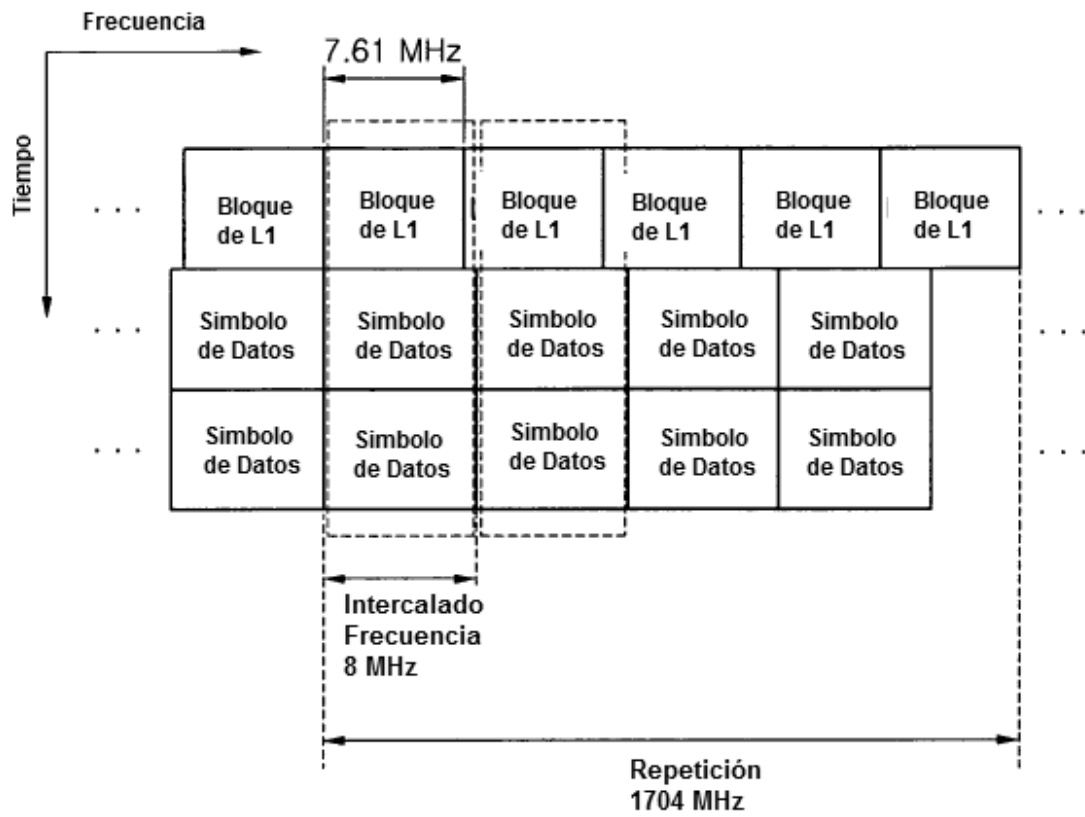 Frecuencia
7.61 MHz
Tiempo
. . .
Bloque
de L1
Bloque
de L1
Bloque
de L1
Bloque
de L1
Bloque
de L1
Bloque
de L1
. . .
. . .
Simbolo
de Datos
Simbolo
de Datos
Simbolo
de Datos
Simbolo
de Datos
Simbolo
de Datos
. . .
. . .
Simbolo
de Datos
Simbolo
de Datos
Simbolo
de Datos
Simbolo
de Datos
Simbolo
de Datos
. . .
Intercalado
Frecuencia
8 MHz
Repetición
1704 MHz